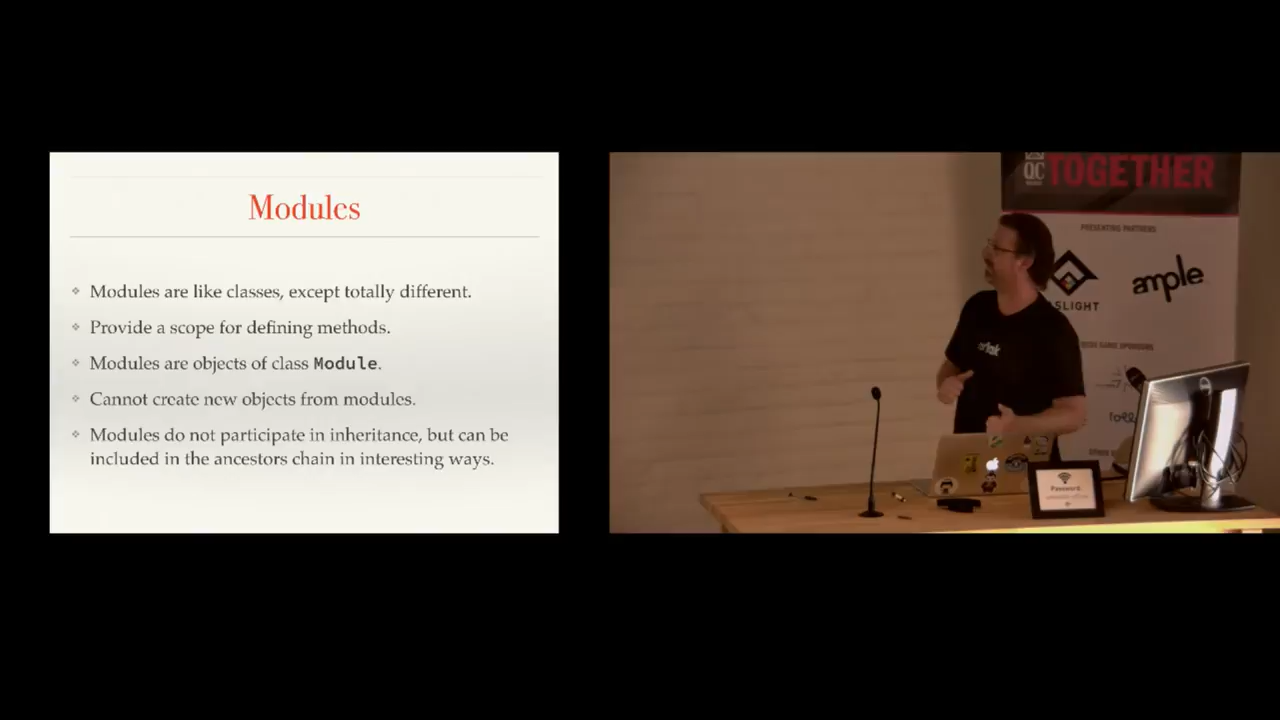 Modules
Modules are like classes, except totally different.
Provide a scope for defining methods.
Modules are objects of class Module.
Cannot create new objects from modules.
Modules do not participate in inheritance, but can be
included in the ancestors chain in interesting ways.
QC TOGETHER
PRESENTING PARTNERS
ASLIGHT
ample
Password: